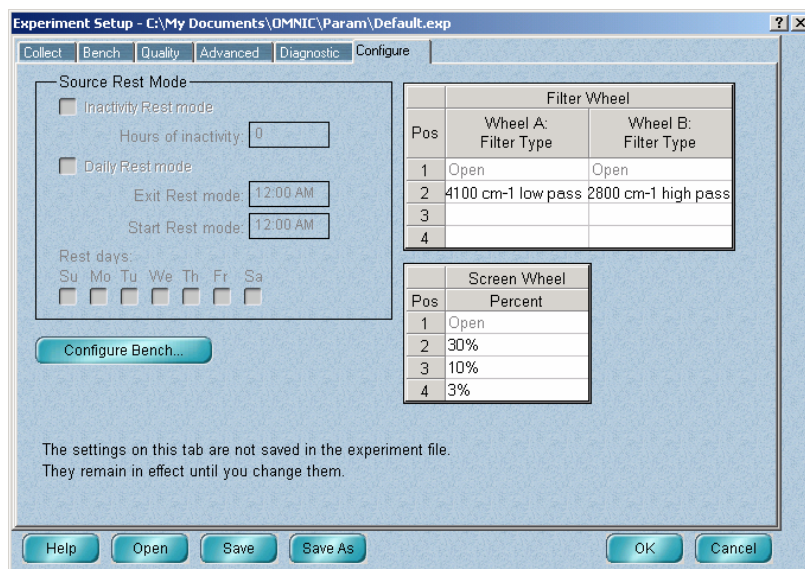 Experiment Setup - C:\My Documents\OMNIC\Param\Default.exp
? X
Collect Bench Quality Advanced Diagnostic Configure
Source Rest Mode
Inactivity Rest mode
Hours of inactivity: 0
Daily Rest mode
Exit Rest mode: 12:00 AM
Start Rest mode: 12:00 AM
Rest days:
Su Mo Tu We Th Fr Sa
Configure Bench...
Filter Wheel
Pos Wheel A: Filter Type Wheel B: Filter Type
1 Open Open
2 4100 cm-1 low pass 2800 cm-1 high pass
3
4
Screen Wheel
Pos Percent
1 Open
2 30%
3 10%
4 3%
The settings on this tab are not saved in the experiment file.
They remain in effect until you change them.
Help Open Save Save As OK Cancel